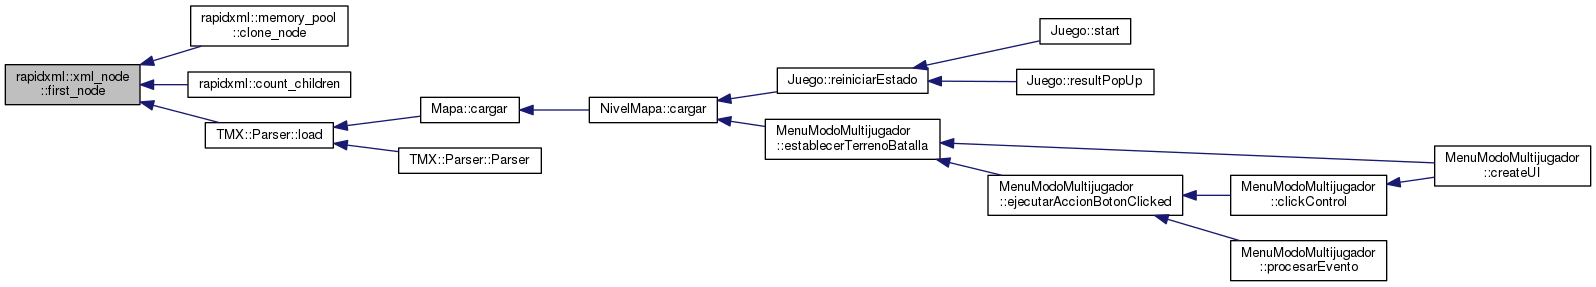 rapidxml::memory_pool
::clone_node
rapidxml::xml_node
::first_node
rapidxml::count_children
TMX::Parser::load
Mapa::cargar
TMX::Parser::Parser
NivelMapa::cargar
Juego::reiniciarEstado
Juego::start
Juego::resultPopUp
MenuModoMultijugador
::establecerTerrenoBatalla
MenuModoMultijugador
::ejecutarAccionBotonClicked
MenuModoMultijugador
::clickControl
MenuModoMultijugador
::createUI
MenuModoMultijugador
::procesarEvento